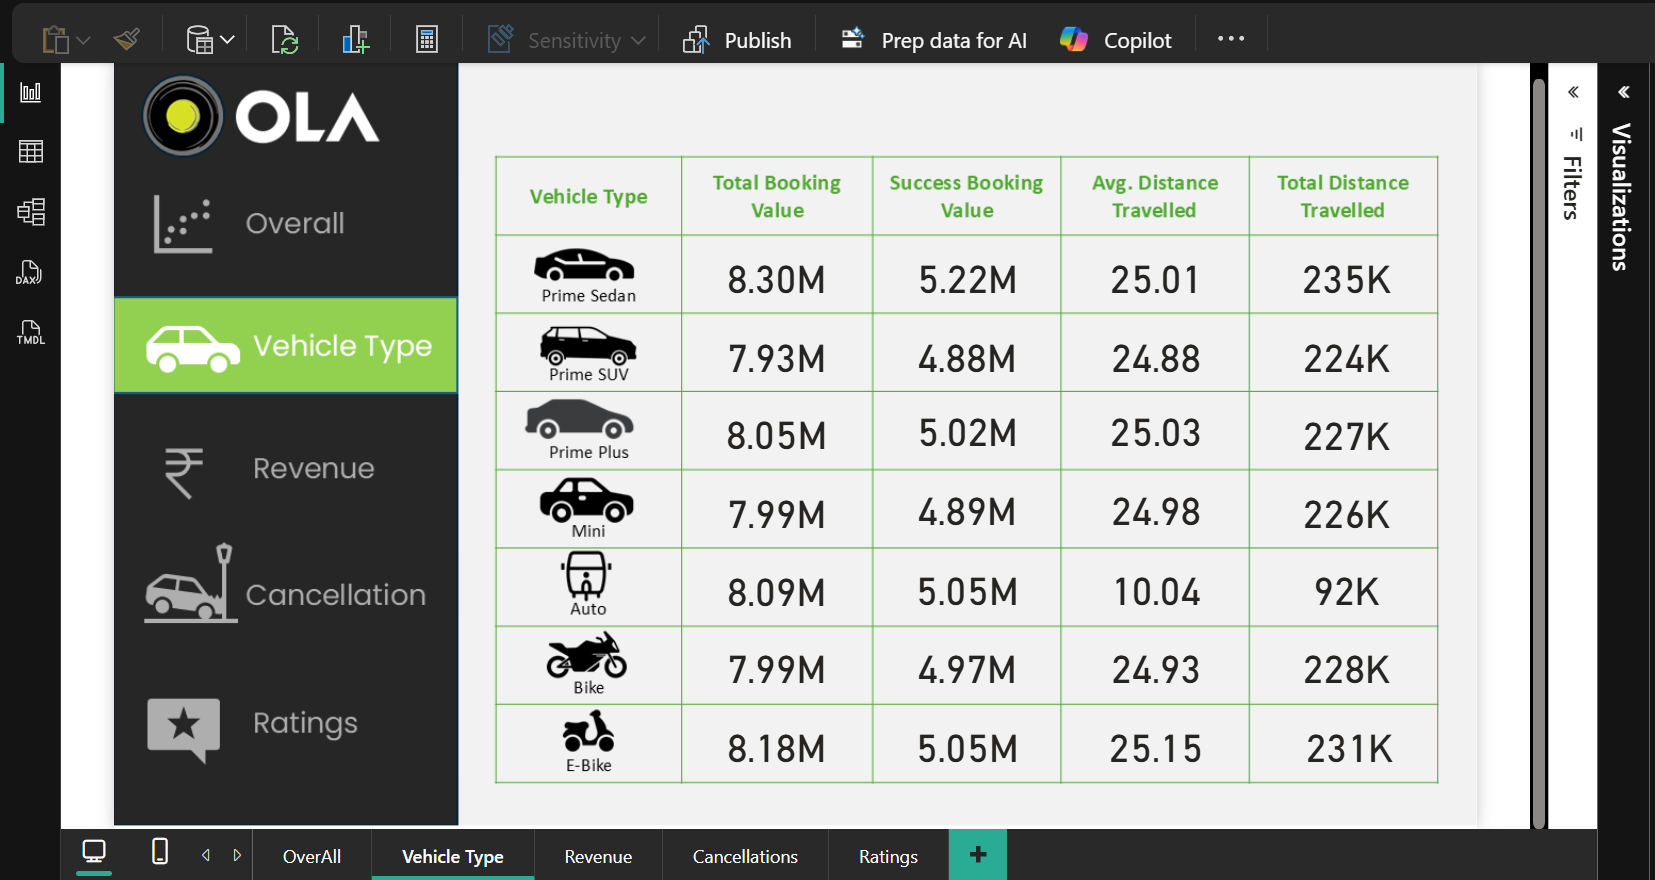 Sensitivity
Publish
Prep data for AI
Copilot
OLA
Overall
Vehicle Type
Revenue
Cancellation
Ratings
Vehicle Type
Total Booking
Value
Success Booking
Value
Avg. Distance
Travelled
Total Distance
Travelled
Prime Sedan
8.30M
5.22M
25.01
235K
Prime SUV
7.93M
4.88M
24.88
224K
Prime Plus
8.05M
5.02M
25.03
227K
Mini
7.99M
4.89M
24.98
226K
Auto
8.09M
5.05M
10.04
92K
Bike
7.99M
4.97M
24.93
228K
E-Bike
8.18M
5.05M
25.15
231K
Filters
Visualizations
DAX
TMDL
OverAll
Vehicle Type
Revenue
Cancellations
Ratings